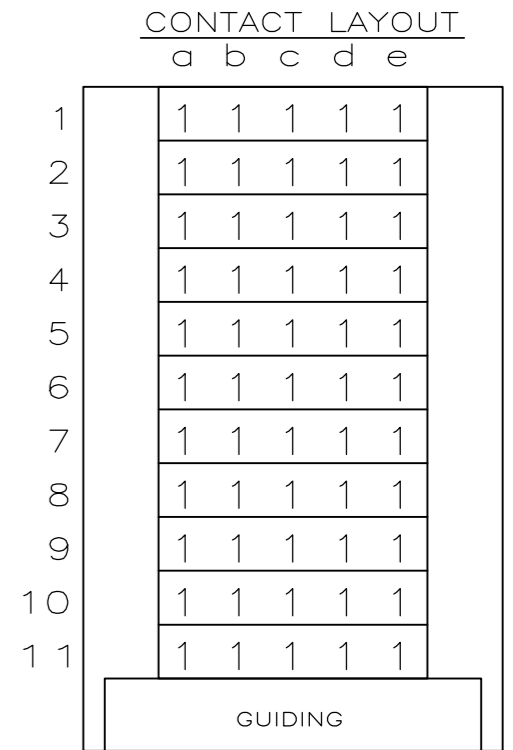 CONTACT LAYOUT
a b c d e
1 1 1 1 1 1
2 1 1 1 1 1
3 1 1 1 1 1
4 1 1 1 1 1
5 1 1 1 1 1
6 1 1 1 1 1
7 1 1 1 1 1
8 1 1 1 1 1
9 1 1 1 1 1
10 1 1 1 1 1
11 1 1 1 1 1
GUIDING